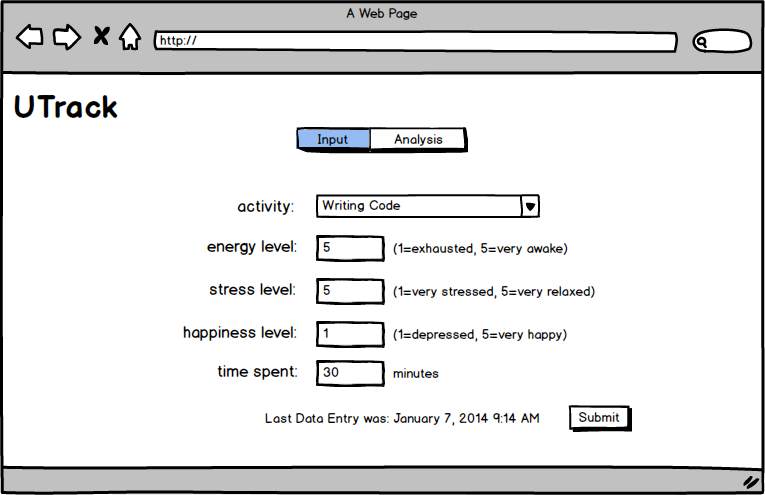 A Web Page
http://
UTrack
Input Analysis
activity: Writing Code
energy level: 5 (1=exhausted, 5=very awake)
stress level: 5 (1=very stressed, 5=very relaxed)
happiness level: 1 (1=depressed, 5=very happy)
time spent: 30 minutes
Last Data Entry was: January 7, 2014 9:14 AM Submit